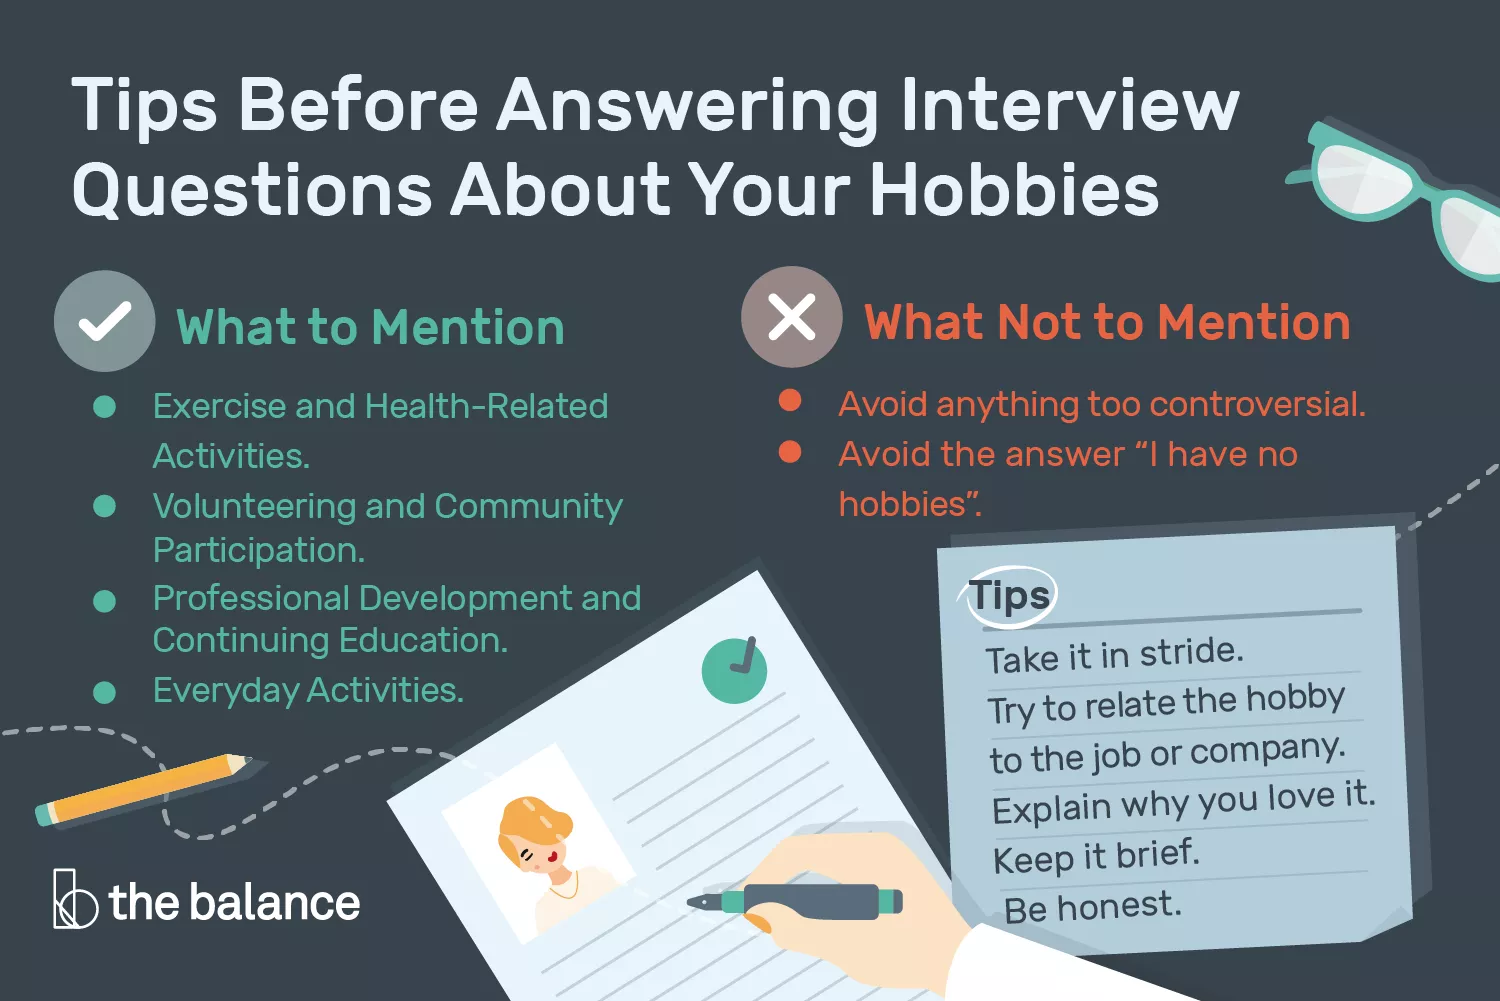 Tips Before Answering Interview
Questions About Your Hobbies
What to Mention
Exercise and Health-Related
Activities.
Volunteering and Community
Participation.
Professional Development and
Continuing Education.
Everyday Activities.
What Not to Mention
Avoid anything too controversial.
Avoid the answer “I have no
hobbies”.
Tips
Take it in stride.
Try to relate the hobby
to the job or company.
Explain why you love it.
Keep it brief.
Be honest.
the balance